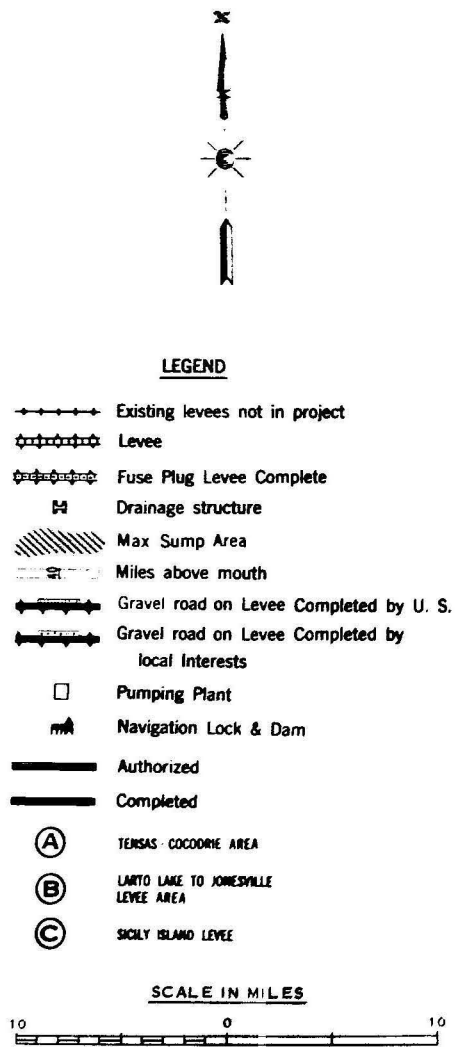 LEGEND
Existing levees not in project
Levee
Fuse Plug Levee Complete
Drainage structure
Max Sump Area
Miles above mouth
Gravel road on Levee Completed by U. S.
Gravel road on Levee Completed by
local Interests
Pumping Plant
Navigation Lock & Dam
Authorized
Completed
A TENSAS - COCODRIE AREA
B LARTO LAKE TO JONESVILLE
LEVEE AREA
C SICILY ISLAND LEVEE
SCALE IN MILES
10 0 10